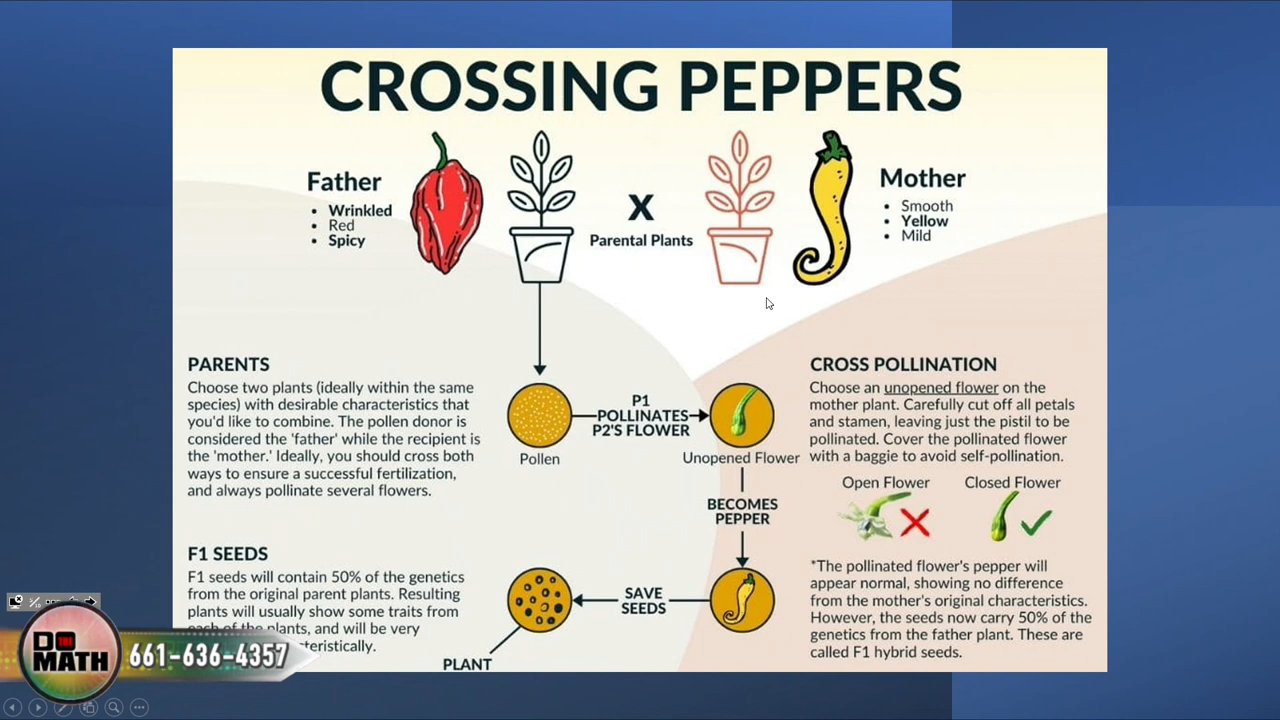 CROSSING PEPPERS
Father
• Wrinkled
• Red
• Spicy
X
Parental Plants
Mother
• Smooth
• Yellow
• Mild
PARENTS
Choose two plants (ideally within the same
species) with desirable characteristics that
you'd like to combine. The pollen donor is
considered the 'father' while the recipient is
the 'mother.' Ideally, you should cross both
ways to ensure a successful fertilization,
and always pollinate several flowers.
P1
POLLINATES
P2'S FLOWER
Pollen
Unopened Flower
BECOMES
PEPPER
SAVE
SEEDS
PLANT
CROSS POLLINATION
Choose an unopened flower on the
mother plant. Carefully cut off all petals
and stamen, leaving just the pistil to be
pollinated. Cover the pollinated flower
with a baggie to avoid self-pollination.
Open Flower
Closed Flower
*The pollinated flower's pepper will
appear normal, showing no difference
from the mother's original characteristics.
However, the seeds now carry 50% of the
genetics from the father plant. These are
called F1 hybrid seeds.
F1 SEEDS
F1 seeds will contain 50% of the genetics
from the original parent plants. Resulting
plants will usually show some traits from
each of the plants, and will be very
teristically.
DO THE MATH
661-636-4357